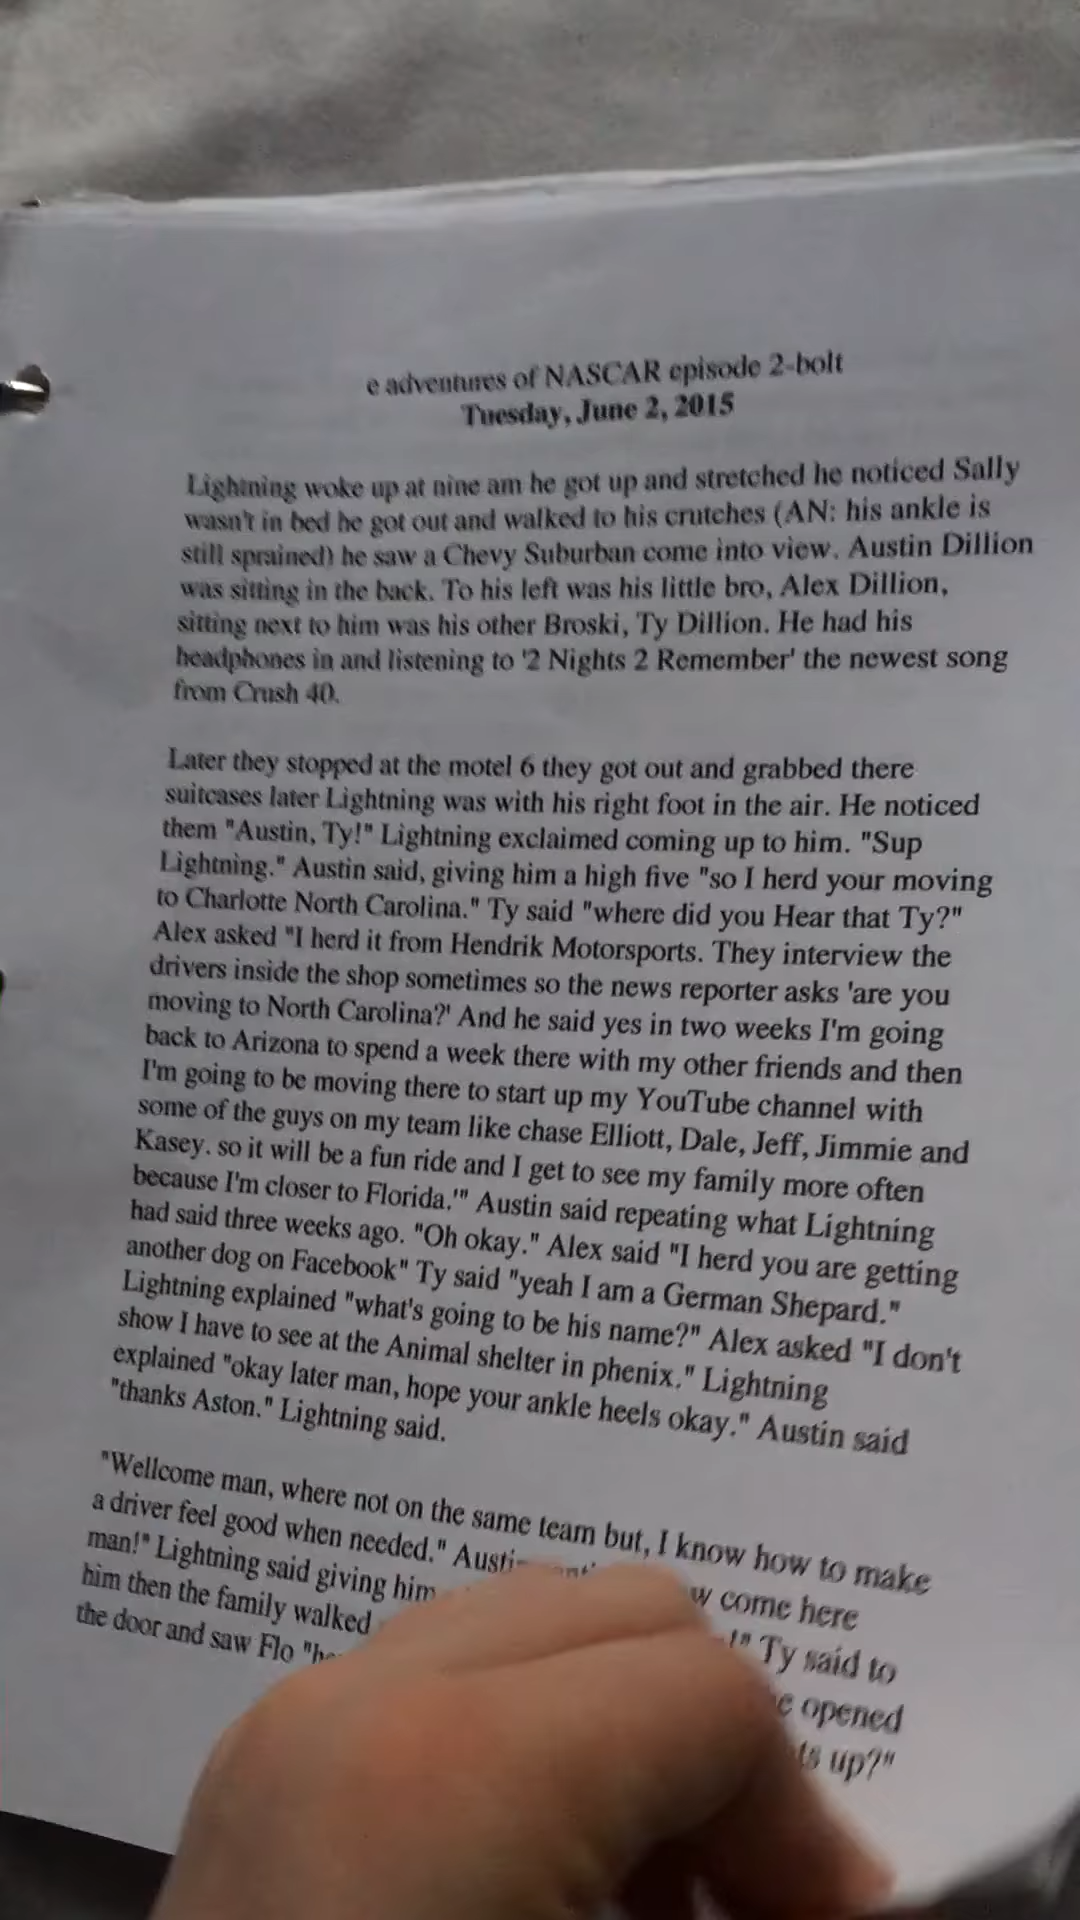 e adventures of NASCAR episode 2-bolt
Tuesday, June 2, 2015
Lightning woke up at nine am he got up and stretched he noticed Sally
wasn't in bed he got out and walked to his crutches (AN: his ankle is
still sprained) he saw a Chevy Suburban come into view. Austin Dillion
was sitting in the back. To his left was his little bro, Alex Dillion,
sitting next to him was his other Broski, Ty Dillion. He had his
headphones in and listening to '2 Nights 2 Remember' the newest song
from Crush 40.
Later they stopped at the motel 6 they got out and grabbed there
suitcases later Lightning was with his right foot in the air. He noticed
them "Austin, Ty!" Lightning exclaimed coming up to him. "Sup
Lightning." Austin said, giving him a high five "so I herd your moving
to Charlotte North Carolina." Ty said "where did you Hear that Ty?"
Alex asked "I herd it from Hendrik Motorsports. They interview the
drivers inside the shop sometimes so the news reporter asks 'are you
moving to North Carolina?' And he said yes in two weeks I'm going
back to Arizona to spend a week there with my other friends and then
I'm going to be moving there to start up my YouTube channel with
some of the guys on my team like chase Elliott, Dale, Jeff, Jimmie and
Kasey. so it will be a fun ride and I get to see my family more often
because I'm closer to Florida.'" Austin said repeating what Lightning
had said three weeks ago. "Oh okay." Alex said "I herd you are getting
another dog on Facebook" Ty said "yeah I am a German Shepard."
Lightning explained "what's going to be his name?" Alex asked "I don't
show I have to see at the Animal shelter in phenix." Lightning
explained "okay later man, hope your ankle heels okay." Austin said
"thanks Aston." Lightning said.
"Wellcome man, where not on the same team but, I know how to make
a driver feel good when needed." come here
man!" Lightning said giving him Ty said to
him then the family walked opened
the door and saw Flo up?"